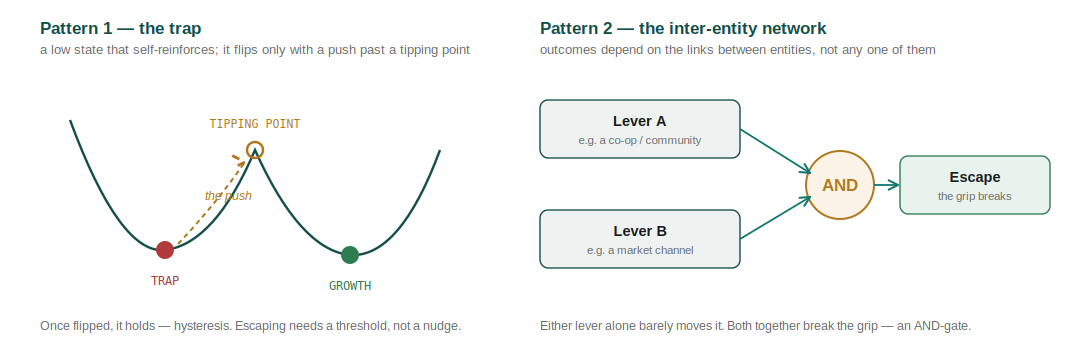 Pattern 1 — the trap
a low state that self-reinforces; it flips only with a push past a tipping point
TIPPING POINT
the push
TRAP
GROWTH
Once flipped, it holds — hysteresis. Escaping needs a threshold, not a nudge.
Pattern 2 — the inter-entity network
outcomes depend on the links between entities, not any one of them
Lever A
e.g. a co-op / community
Lever B
e.g. a market channel
AND
Escape
the grip breaks
Either lever alone barely moves it. Both together break the grip — an AND-gate.